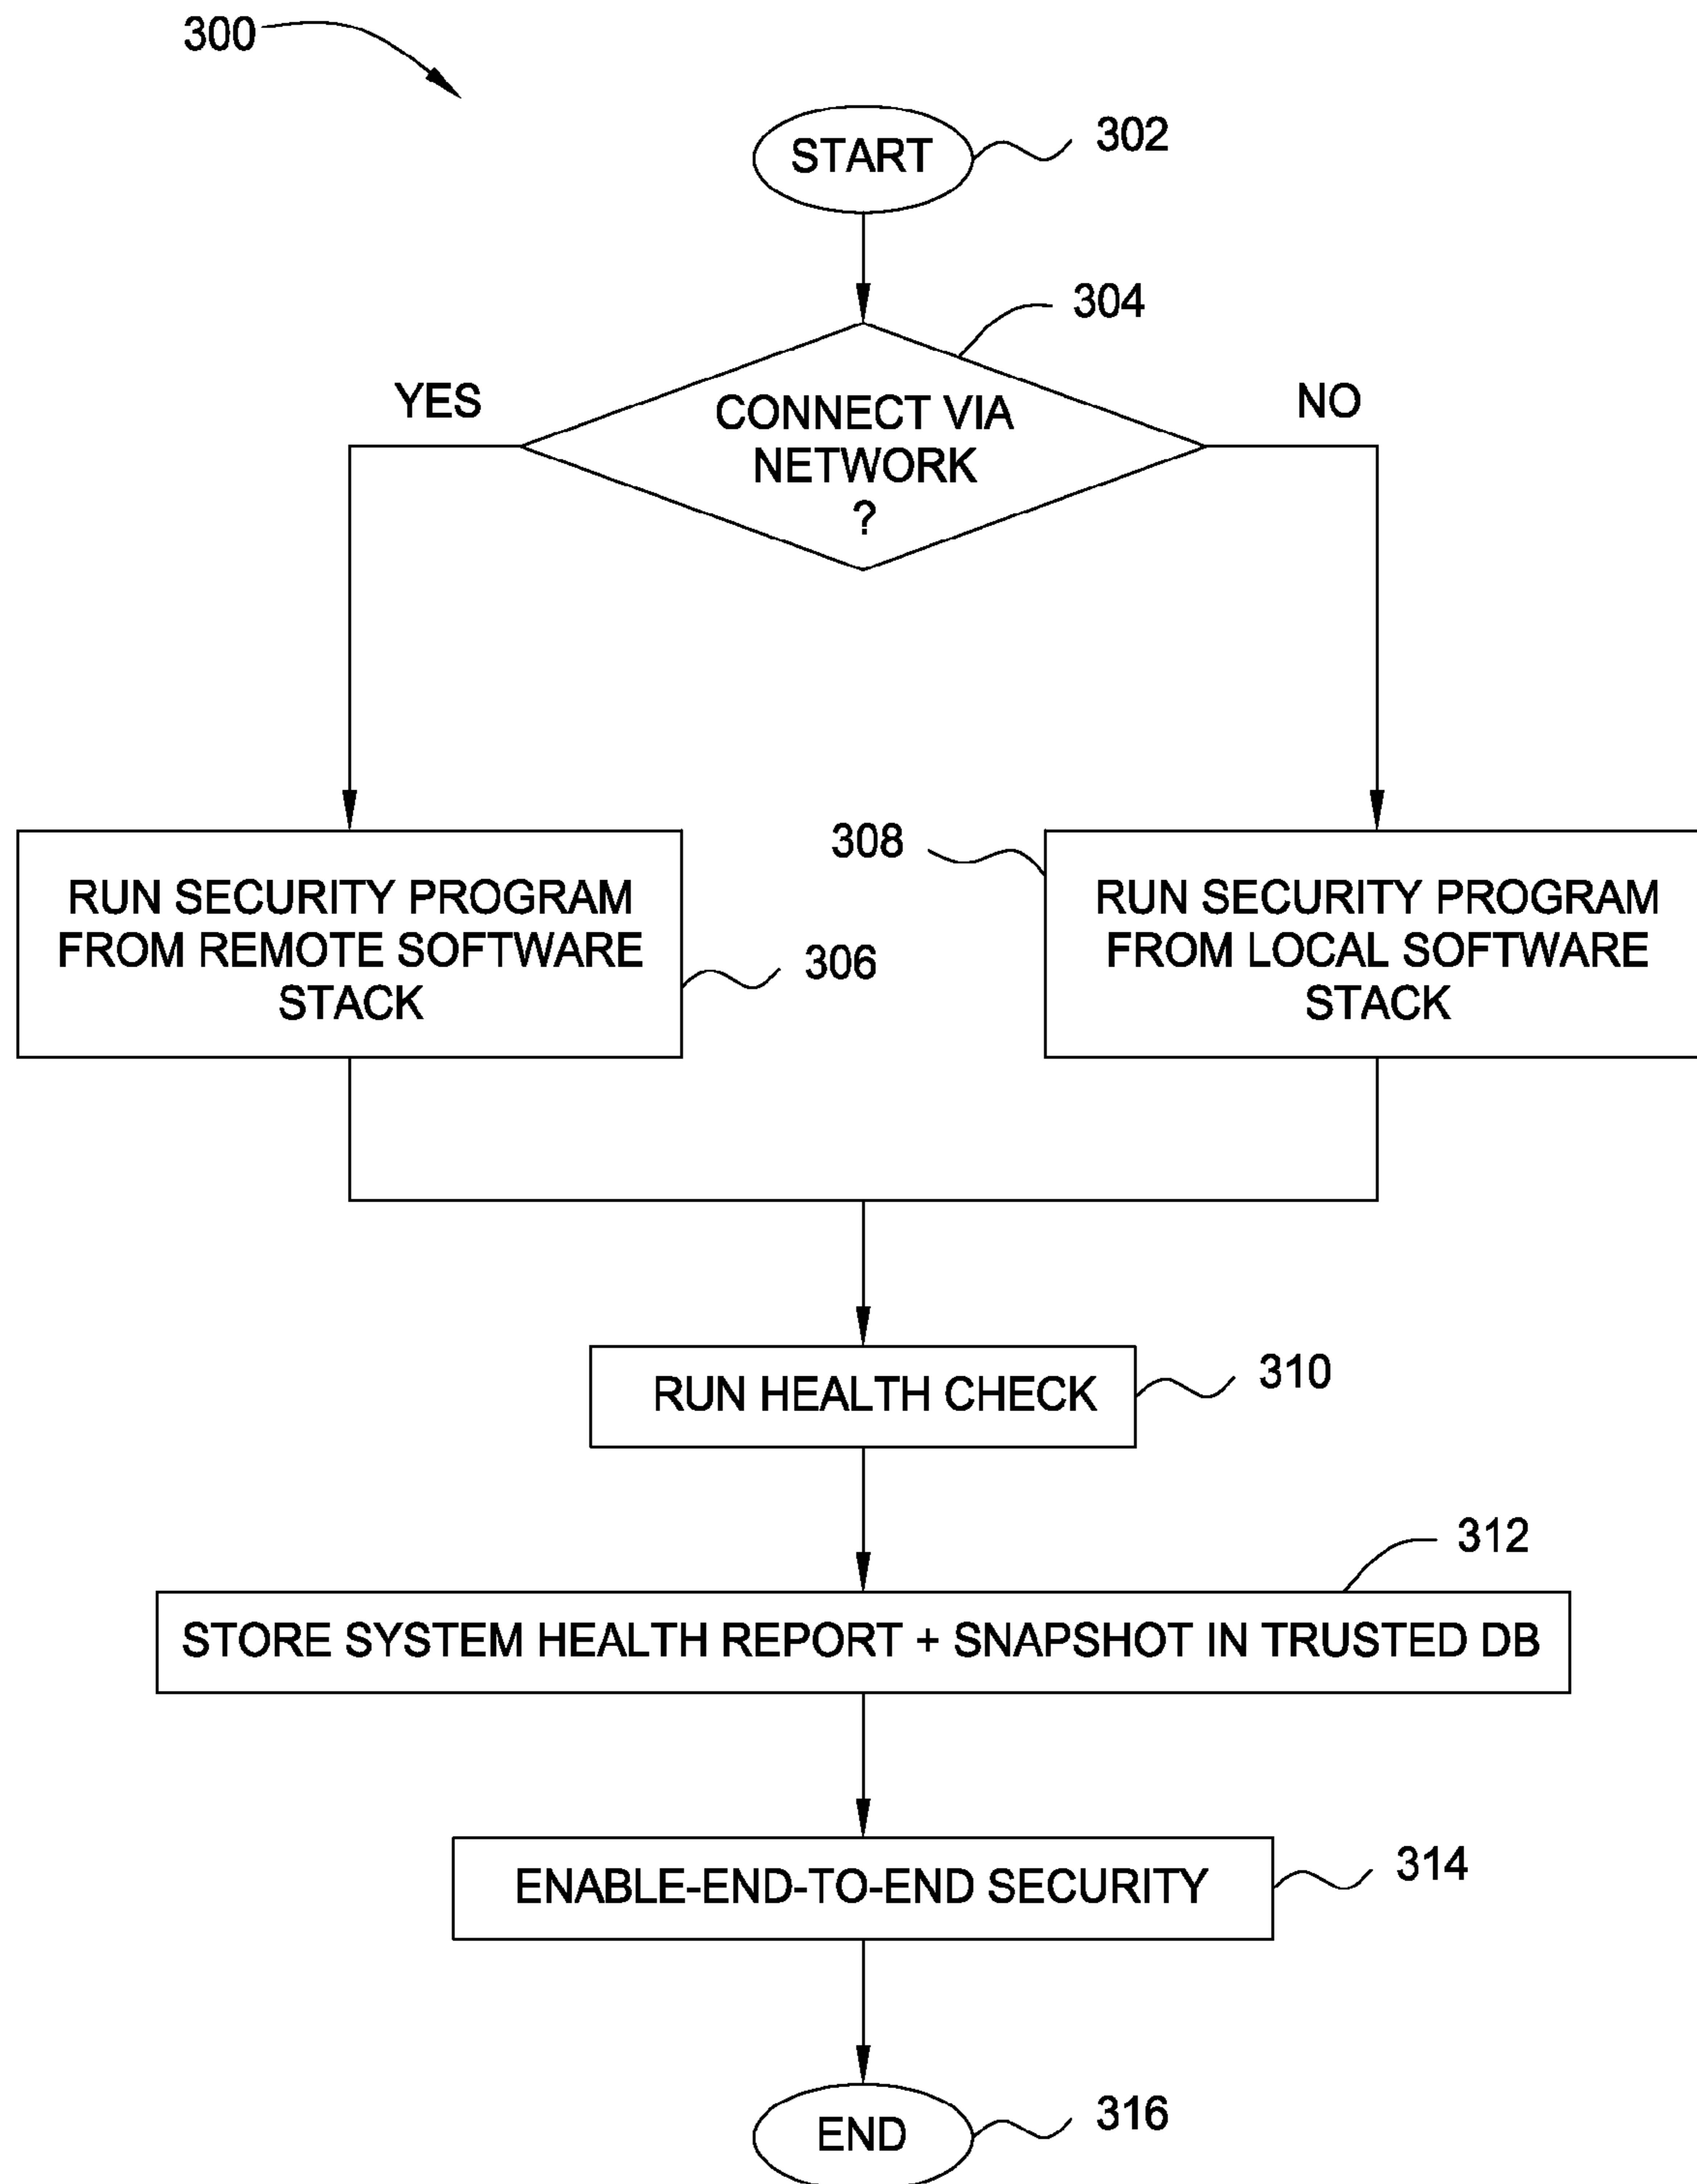 300
START
302
304
YES
NO
CONNECT VIA
NETWORK
?
308
RUN SECURITY PROGRAM
FROM REMOTE SOFTWARE
STACK
306
RUN SECURITY PROGRAM
FROM LOCAL SOFTWARE
STACK
RUN HEALTH CHECK
310
312
STORE SYSTEM HEALTH REPORT + SNAPSHOT IN TRUSTED DB
ENABLE-END-TO-END SECURITY
314
END
316